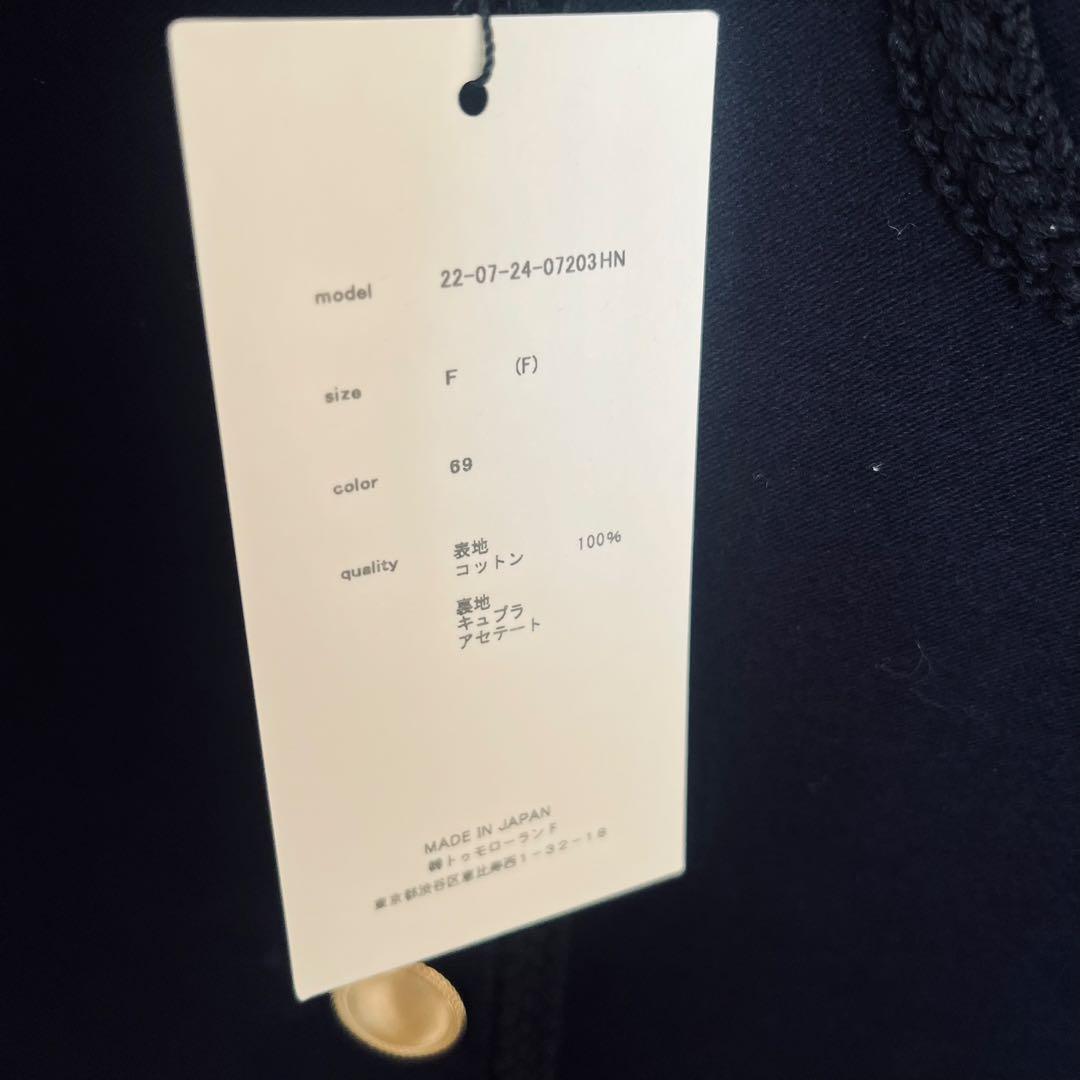 model 22-07-24-07203HN
size F (F)
color 69
quality 表地
コットン 100%
裏地
キュプラ
アセテート
MADE IN JAPAN
㈱トゥモローランド
東京都渋谷区恵比寿西1-32-18